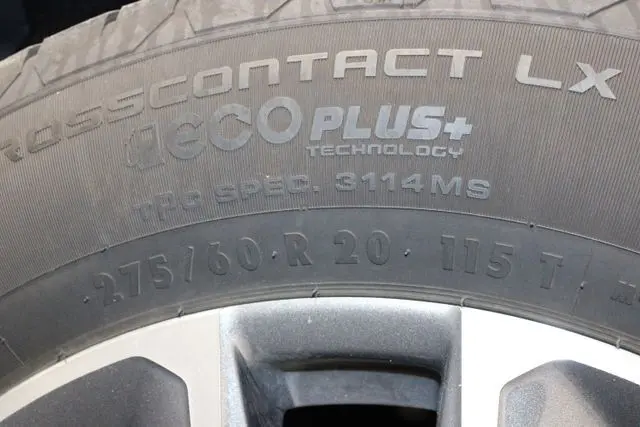 ROSSCONTACT LX
eco PLUS+
TECHNOLOGY
TPC SPEC. 3114MS
275/60 R 20 115 T M